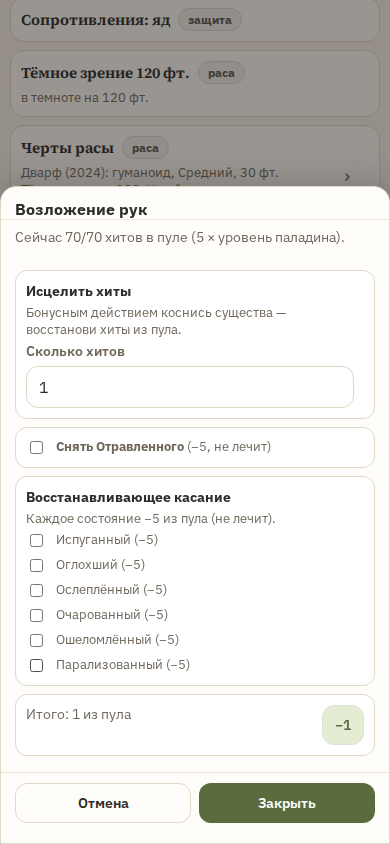 Сопротивления: яд защита
Тёмное зрение 120 фт. раса
в темноте на 120 фт.
Черты расы раса
Дварф (2024): гуманоид, Средний, 30 фт.
Возложение рук
Сейчас 70/70 хитов в пуле (5 × уровень паладина).
Исцелить хиты
Бонусным действием коснись существа —
восстанови хиты из пула.
Сколько хитов
1
Снять Отравленного (−5, не лечит)
Восстанавливающее касание
Каждое состояние −5 из пула (не лечит).
Испуганный (−5)
Оглохший (−5)
Ослеплённый (−5)
Очарованный (−5)
Ошеломлённый (−5)
Парализованный (−5)
Итого: 1 из пула
−1
Отмена
Закрыть